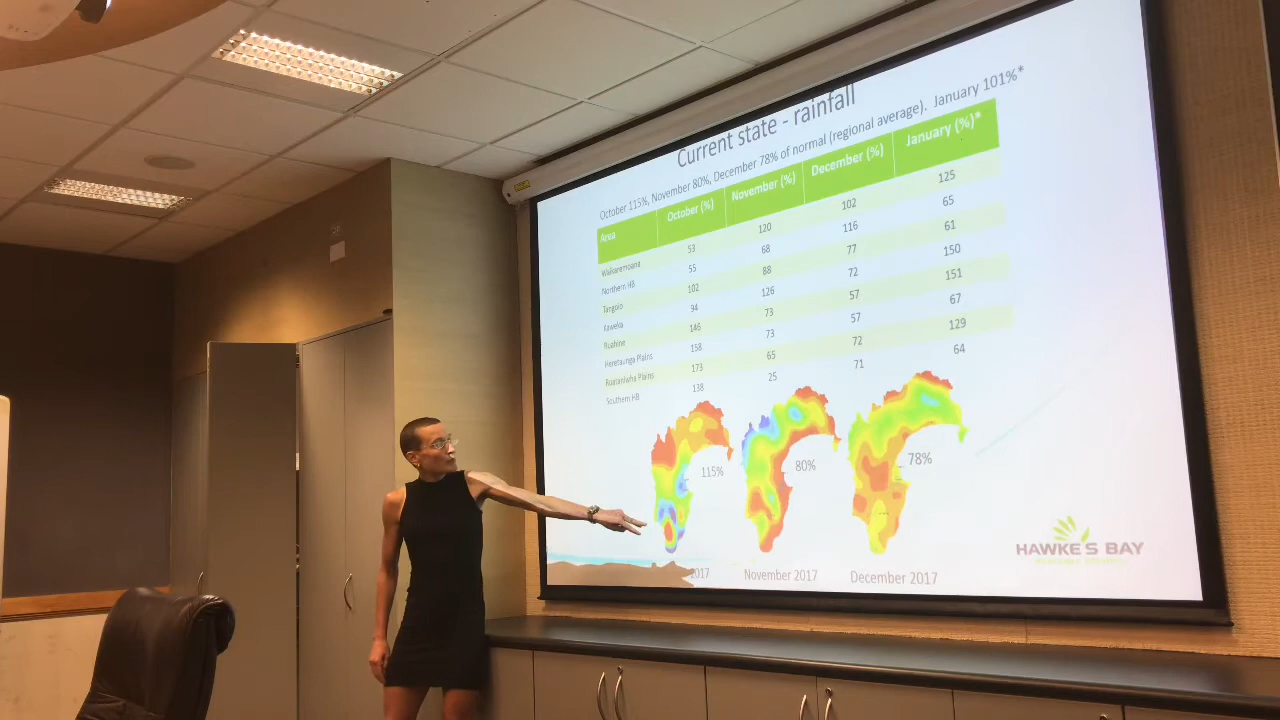 Current state - rainfall
October 115%, November 80%, December 78% of normal (regional average). January 101%*
Area October (%) November (%) December (%) January (%)*
Waikaremoana 53 120 102 125
Northern HB 55 68 116 65
Tangoio 102 88 77 61
Kaweka 94 126 72 150
Ruahine 146 73 57 151
Heretaunga Plains 158 73 57 67
Ruataniwha Plains 173 65 72 129
Southern HB 138 25 71 64
115% 80% 78%
2017 November 2017 December 2017
HAWKE'S BAY
REGIONAL COUNCIL